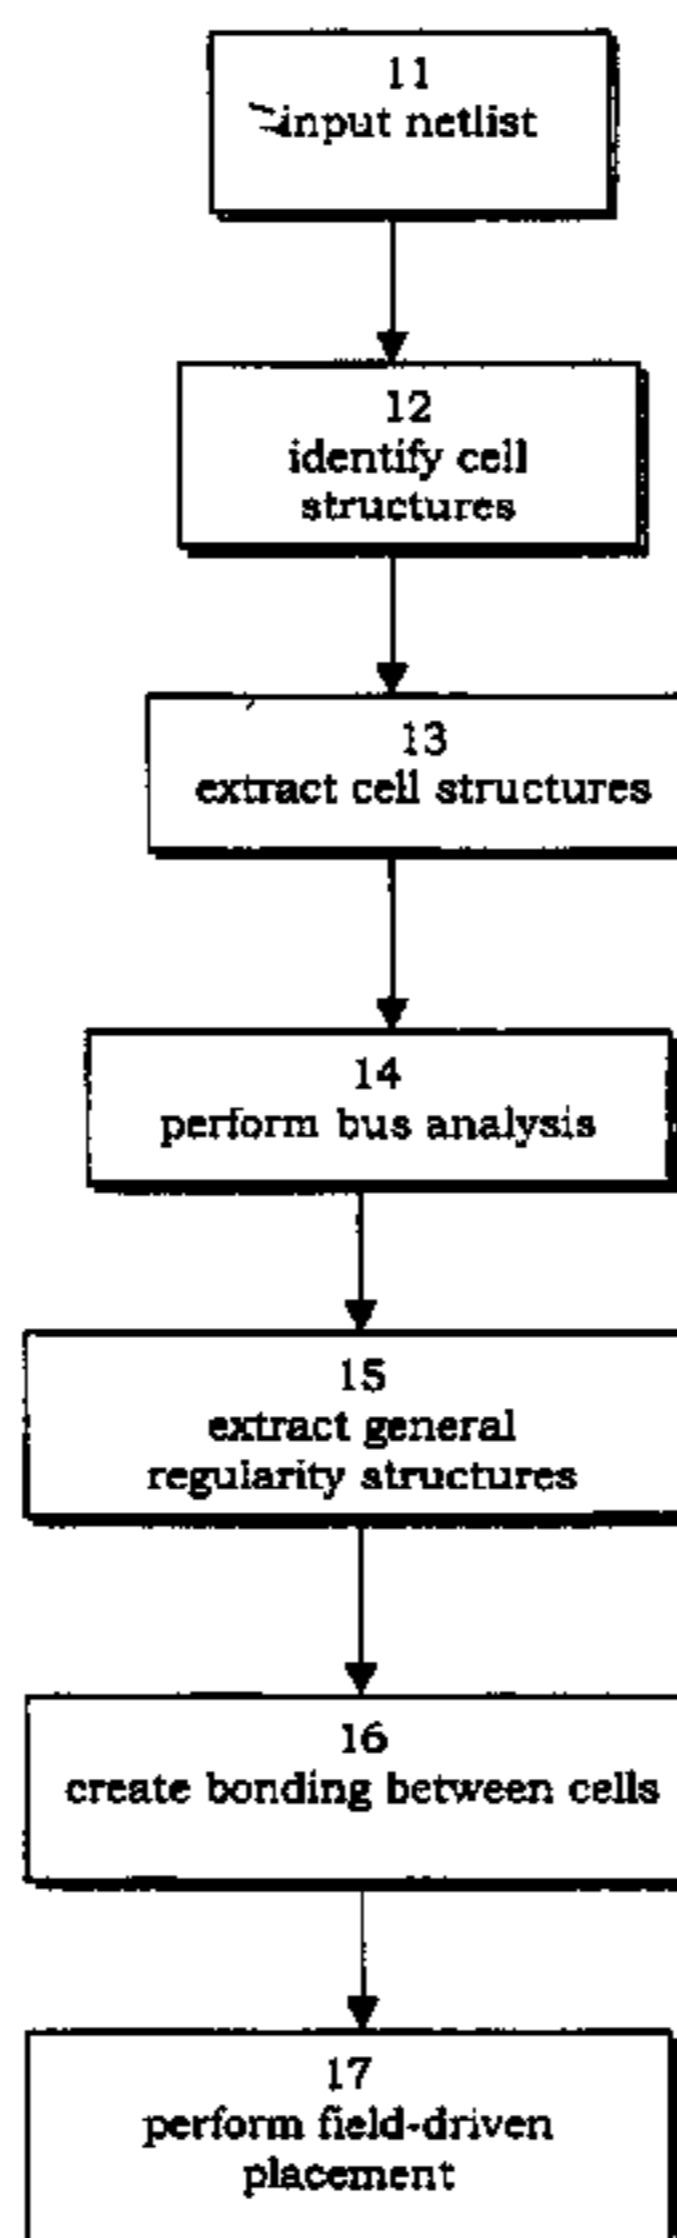 11
input netlist
12
identify cell
structures
13
extract cell structures
14
perform bus analysis
15
extract general
regularity structures
16
create bonding between cells
17
perform field-driven
placement